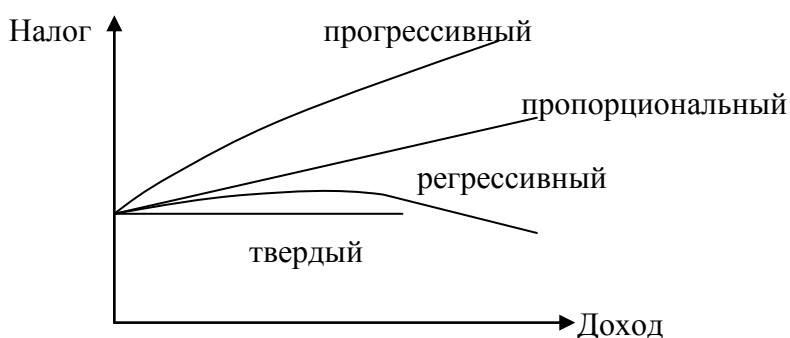 Налог
прогрессивный
пропорциональный
регрессивный
твердый
Доход